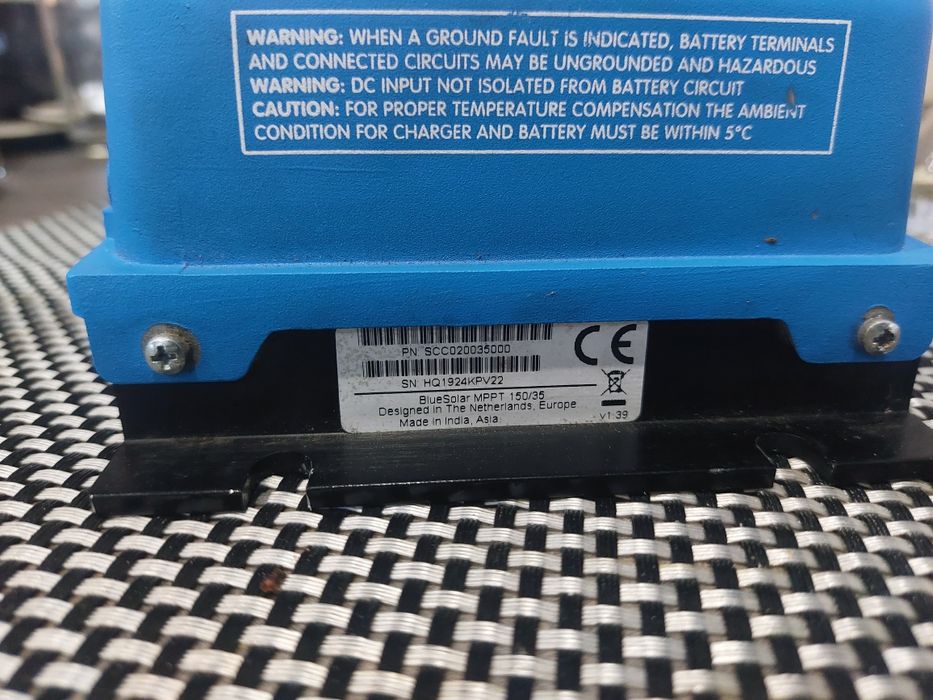 WARNING: WHEN A GROUND FAULT IS INDICATED, BATTERY TERMINALS
AND CONNECTED CIRCUITS MAY BE UNGROUNDED AND HAZARDOUS
WARNING: DC INPUT NOT ISOLATED FROM BATTERY CIRCUIT
CAUTION: FOR PROPER TEMPERATURE COMPENSATION THE AMBIENT
CONDITION FOR CHARGER AND BATTERY MUST BE WITHIN 5°C
PN SCC020035000
CE
SN HQ1924KPV22
BlueSolar MPPT 150/35
Designed in The Netherlands, Europe
Made in India, Asia
v1.39